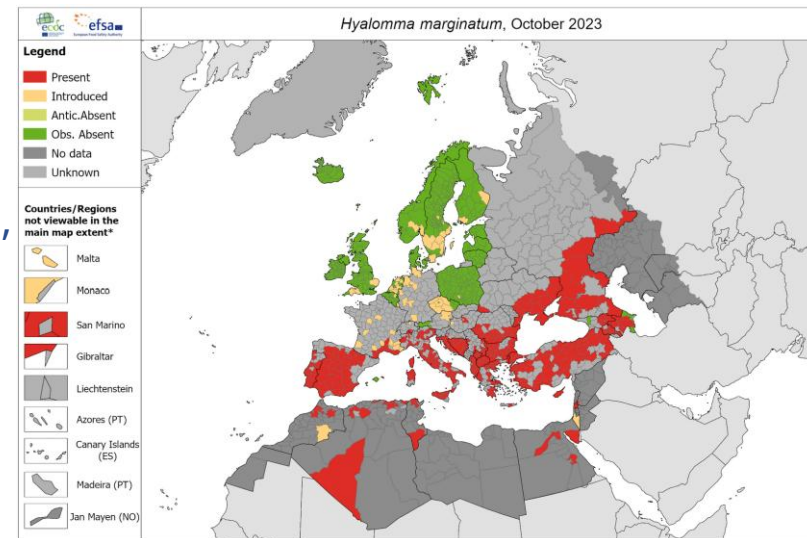 ecdc
efsa
European Food Safety Authority
Hyalomma marginatum, October 2023
Legend
Present
Introduced
Antic.Absent
Obs. Absent
No data
Unknown
Countries/Regions
not viewable in the
main map extent*
Malta
Monaco
San Marino
Gibraltar
Liechtenstein
Azores (PT)
Canary Islands
(ES)
Madeira (PT)
Jan Mayen (NO)
,